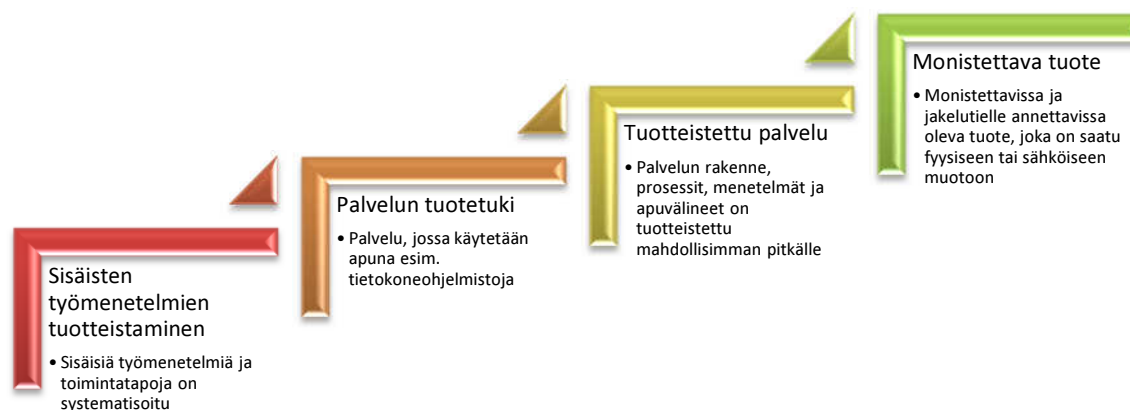 Sisäisten
työmenetelmien
tuotteistaminen
• Sisäisiä työmenetelmiä ja
toimintatapoja on
systematisoitu
Palvelun tuotetuki
• Palvelu, jossa käytetään
apuna esim.
tietokoneohjelmistoja
Tuotteistettu palvelu
• Palvelun rakenne,
prosessit, menetelmät ja
apuvälineet on
tuotteistettu
mahdollisimman pitkälle
Monistettava tuote
• Monistettavissa ja
jakelutielle annettavissa
oleva tuote, joka on saatu
fyysiseen tai sähköiseen
muotoon